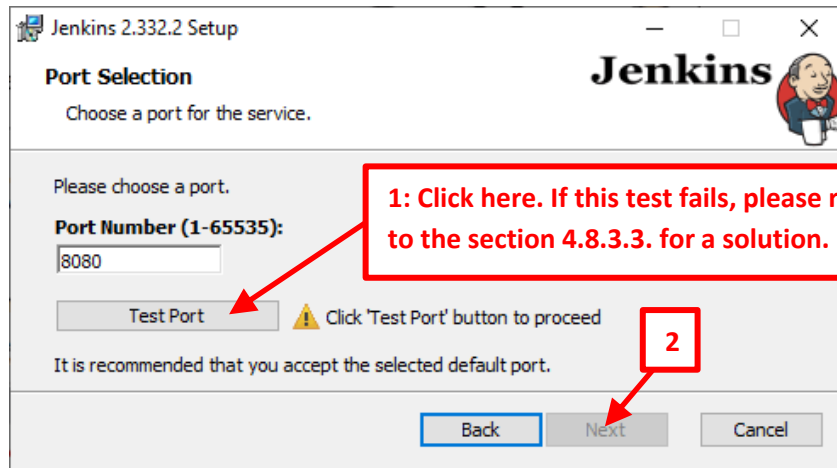 Jenkins 2.332.2 Setup
Port Selection
Jenkins
Choose a port for the service.
Please choose a port.
1: Click here. If this test fails, please
to the section 4.8.3.3. for a solution.
Port Number (1-65535):
8080
Test Port
Click 'Test Port' button to proceed
2
It is recommended that you accept the selected default port.
Back
Next
Cancel